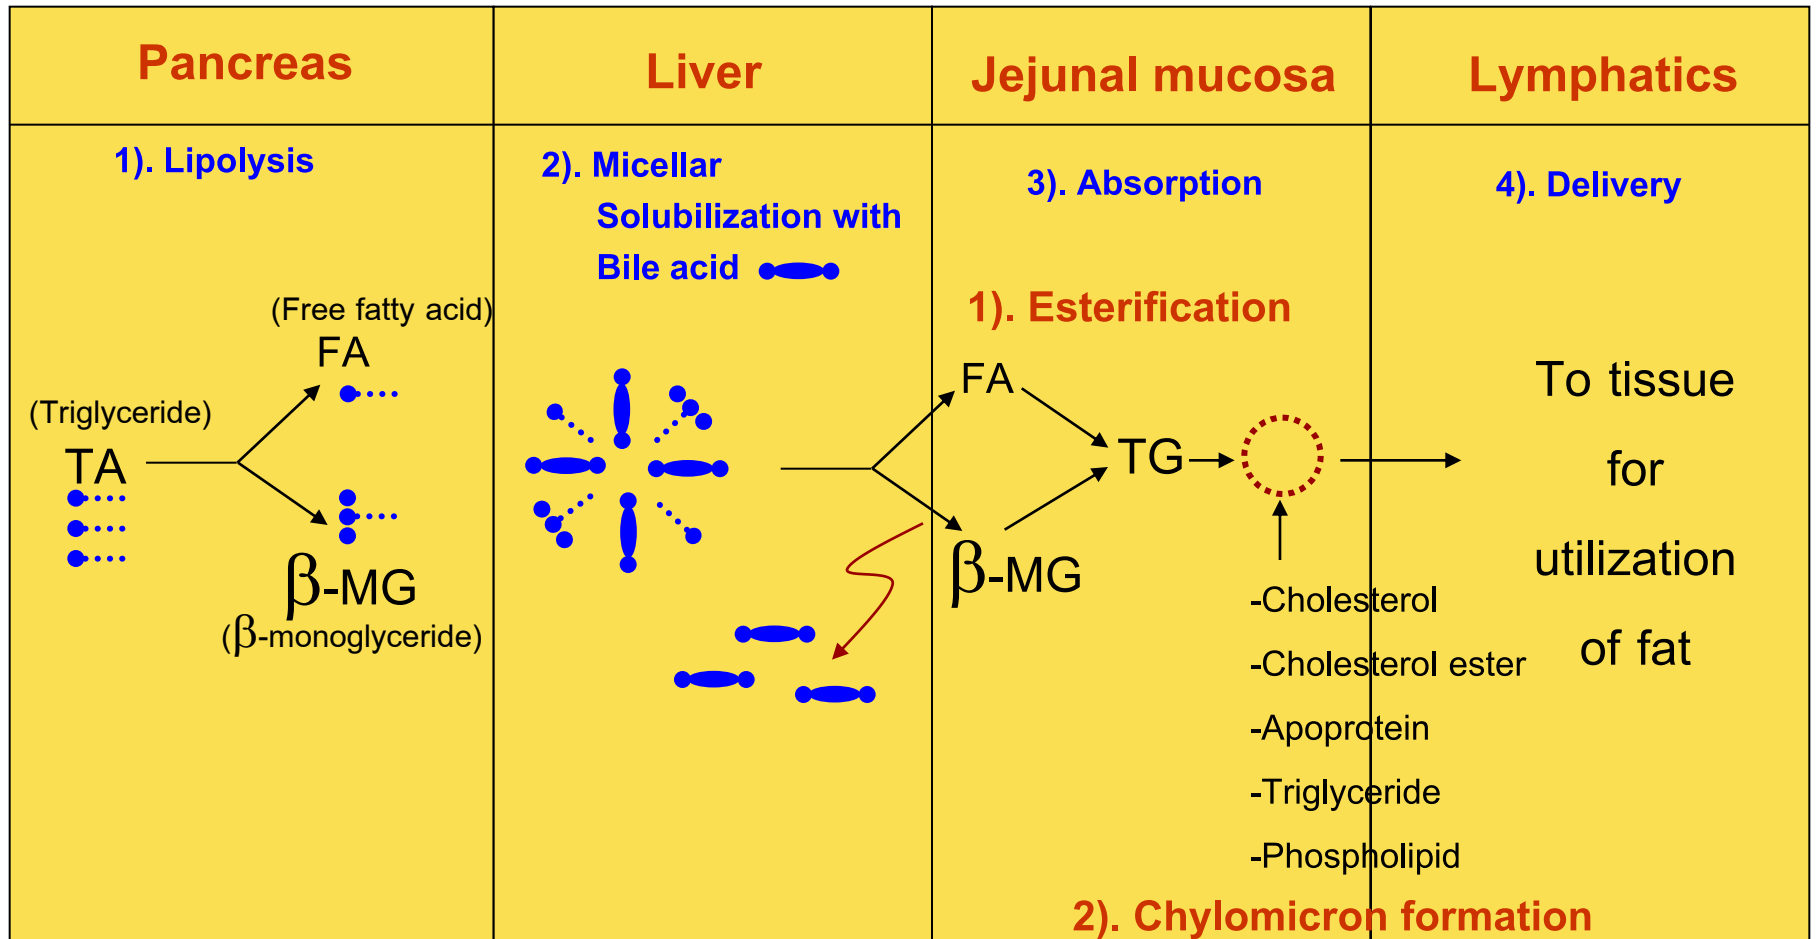 Pancreas
Liver
Jejunal mucosa
Lymphatics
1). Lipolysis
(Free fatty acid)
FA
(Triglyceride)
TA
β-MG
(β-monoglyceride)
2). Micellar
Solubilization with
Bile acid
3). Absorption
1). Esterification
FA
TG
β-MG
-Cholesterol
-Cholesterol ester
-Apoprotein
-Triglyceride
-Phospholipid
2). Chylomicron formation
4). Delivery
To tissue
for
utilization
of fat